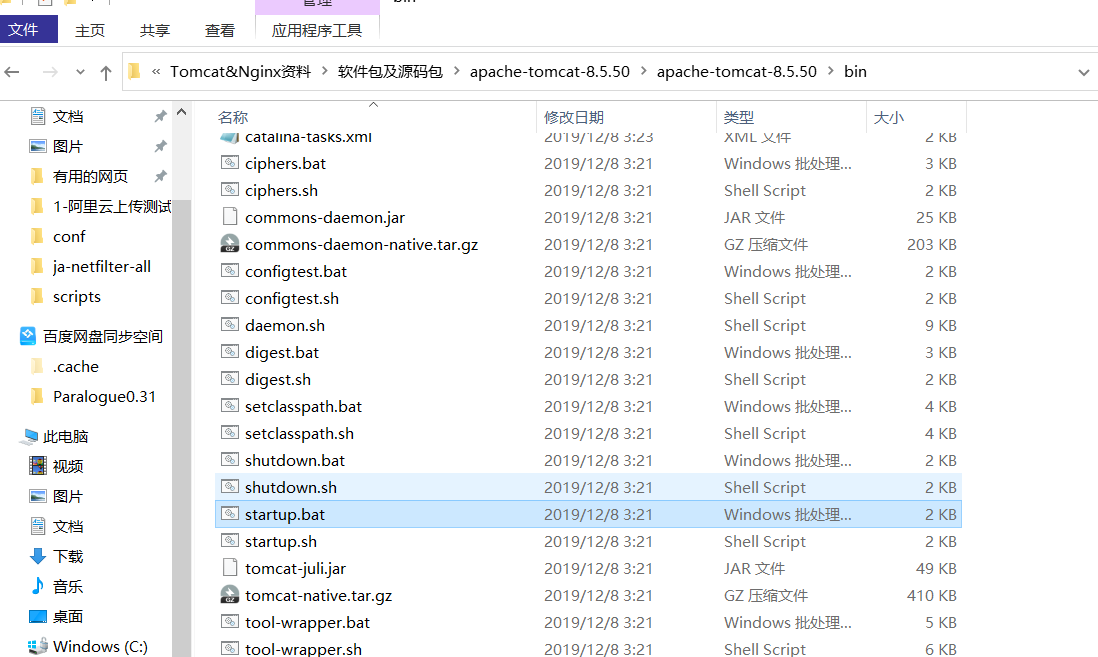 管理
bin
文件 主页 共享 查看 应用程序工具
« Tomcat&Nginx资料 > 软件包及源码包 > apache-tomcat-8.5.50 > apache-tomcat-8.5.50 > bin
名称 修改日期 类型 大小
catalina-tasks.xml 2019/12/8 3:23 XML 文件 2 KB
ciphers.bat 2019/12/8 3:21 Windows 批处理... 3 KB
ciphers.sh 2019/12/8 3:21 Shell Script 2 KB
commons-daemon.jar 2019/12/8 3:21 JAR 文件 25 KB
commons-daemon-native.tar.gz 2019/12/8 3:21 GZ 压缩文件 203 KB
configtest.bat 2019/12/8 3:21 Windows 批处理... 2 KB
configtest.sh 2019/12/8 3:21 Shell Script 2 KB
daemon.sh 2019/12/8 3:21 Shell Script 9 KB
digest.bat 2019/12/8 3:21 Windows 批处理... 3 KB
digest.sh 2019/12/8 3:21 Shell Script 2 KB
setclasspath.bat 2019/12/8 3:21 Windows 批处理... 4 KB
setclasspath.sh 2019/12/8 3:21 Shell Script 4 KB
shutdown.bat 2019/12/8 3:21 Windows 批处理... 2 KB
shutdown.sh 2019/12/8 3:21 Shell Script 2 KB
startup.bat 2019/12/8 3:21 Windows 批处理... 2 KB
startup.sh 2019/12/8 3:21 Shell Script 2 KB
tomcat-juli.jar 2019/12/8 3:21 JAR 文件 49 KB
tomcat-native.tar.gz 2019/12/8 3:21 GZ 压缩文件 410 KB
tool-wrapper.bat 2019/12/8 3:21 Windows 批处理... 5 KB
tool-wrapper.sh 2019/12/8 3:21 Shell Script 6 KB
文档
图片
有用的网页
1-阿里云上传测试
conf
ja-netfilter-all
scripts
百度网盘同步空间
.cache
Paralogue0.31
此电脑
视频
图片
文档
下载
音乐
桌面
Windows (C:)